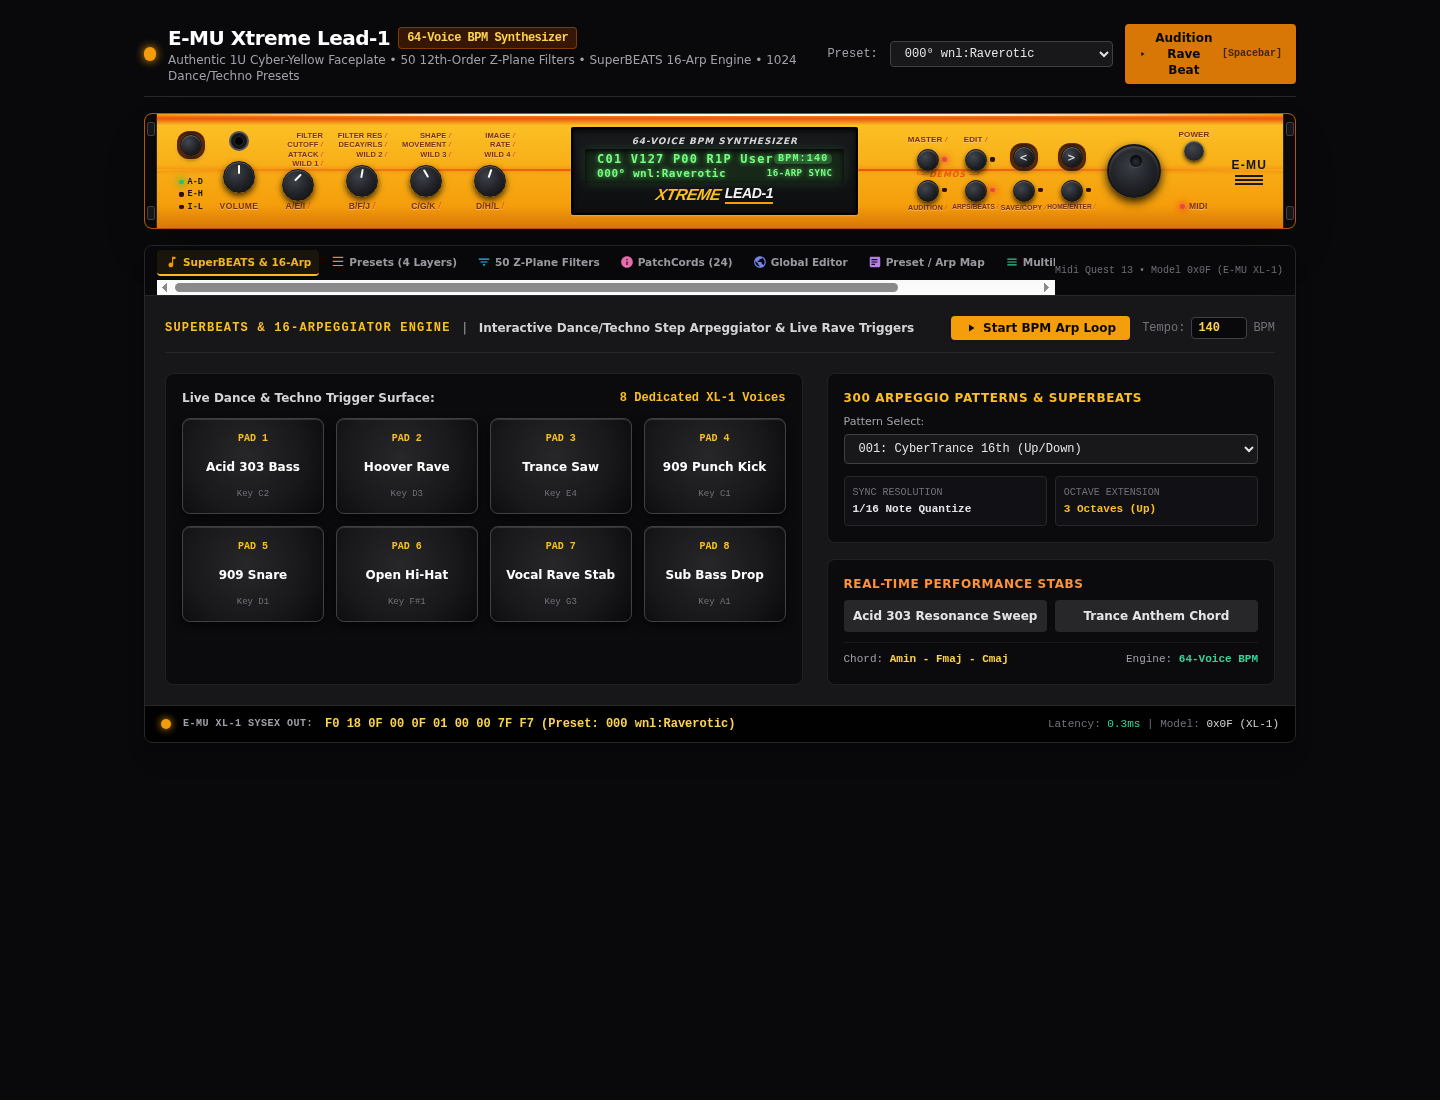 E-MU Xtreme Lead-1
64-Voice BPM Synthesizer
Authentic 1U Cyber-Yellow Faceplate • 50 12th-Order Z-Plane Filters • SuperBEATS 16-Arp Engine • 1024
Dance/Techno Presets
Preset:
000° wnl:Raverotic
Audition
Rave
Beat
[Spacebar]
A-D
E-H
I-L
VOLUME
FILTER
CUTOFF /
ATTACK /
WILD 1 /
A/E/I /
FILTER RES /
DECAY/RLS /
WILD 2 /
B/F/J /
SHAPE /
MOVEMENT /
WILD 3 /
C/G/K /
IMAGE /
RATE /
WILD 4 /
D/H/L /
64-VOICE BPM SYNTHESIZER
C01 V127 P00 R1P User
BPM:140
000° wnl:Raverotic
16-ARP SYNC
XTREME LEAD-1
MASTER /
EDIT /
DEMOS
< >
AUDITION /
ARPS/BEATS /
SAVE/COPY /
HOME/ENTER /
POWER
MIDI
E-MU
SuperBEATS & 16-Arp
Presets (4 Layers)
50 Z-Plane Filters
PatchCords (24)
Global Editor
Preset / Arp Map
Midi Quest 13 • Model 0x0F (E-MU XL-1)
SUPERBEATS & 16-ARPEGGIATOR ENGINE | Interactive Dance/Techno Step Arpeggiator & Live Rave Triggers
Start BPM Arp Loop
Tempo: 140 BPM
Live Dance & Techno Trigger Surface:
8 Dedicated XL-1 Voices
PAD 1
Acid 303 Bass
Key C2
PAD 2
Hoover Rave
Key D3
PAD 3
Trance Saw
Key E4
PAD 4
909 Punch Kick
Key C1
PAD 5
909 Snare
Key D1
PAD 6
Open Hi-Hat
Key F#1
PAD 7
Vocal Rave Stab
Key G3
PAD 8
Sub Bass Drop
Key A1
300 ARPEGGIO PATTERNS & SUPERBEATS
Pattern Select:
001: CyberTrance 16th (Up/Down)
SYNC RESOLUTION
1/16 Note Quantize
OCTAVE EXTENSION
3 Octaves (Up)
REAL-TIME PERFORMANCE STABS
Acid 303 Resonance Sweep
Trance Anthem Chord
Chord: Amin - Fmaj - Cmaj
Engine: 64-Voice BPM
E-MU XL-1 SYSEX OUT: F0 18 0F 00 0F 01 00 00 7F F7 (Preset: 000 wnl:Raverotic)
Latency: 0.3ms | Model: 0x0F (XL-1)